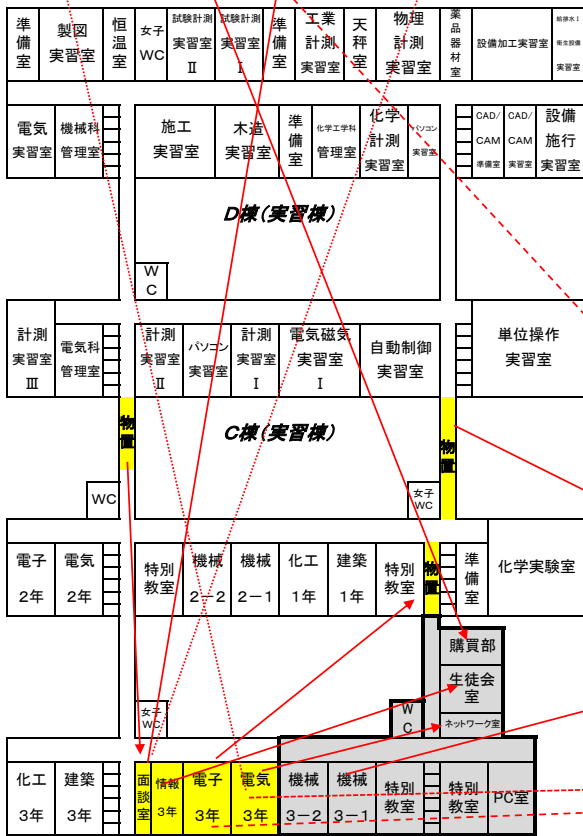 準備室
製図
実習室
恒温室
女子
WC
試験計測
実習室
Ⅱ
試験計測
実習室
Ⅰ
準備室
工業
計測
実習室
天秤室
物理
計測
実習室
薬品器材室
設備加工実習室
給排水Ⅰ
衛生設備
実習室
電気
実習室
機械科
管理室
施工
実習室
木造
実習室
準備室
化学工学科
管理室
化学
計測
実習室
パソコン
実習室
CAD/
CAM
準備室
CAD/
CAM
実習室
設備
施行
実習室
D棟(実習棟)
W
C
計測
実習室
Ⅲ
電気科
管理室
計測
実習室
Ⅱ
パソコン
実習室
計測
実習室
Ⅰ
電気磁気
実習室
Ⅰ
自動制御
実習室
単位操作
実習室
物置
C棟(実習棟)
物置
WC
女子
WC
電子
2年
電気
2年
特別
教室
機械
2-2
機械
2-1
化工
1年
建築
1年
特別
教室
物置
準備室
化学実験室
購買部
生徒会
室
ネットワーク室
女子
WC
W
C
化工
3年
建築
3年
面談室
情報
3年
電子
3年
電気
3年
機械
3-2
機械
3-1
特別
教室
特別
教室
PC室